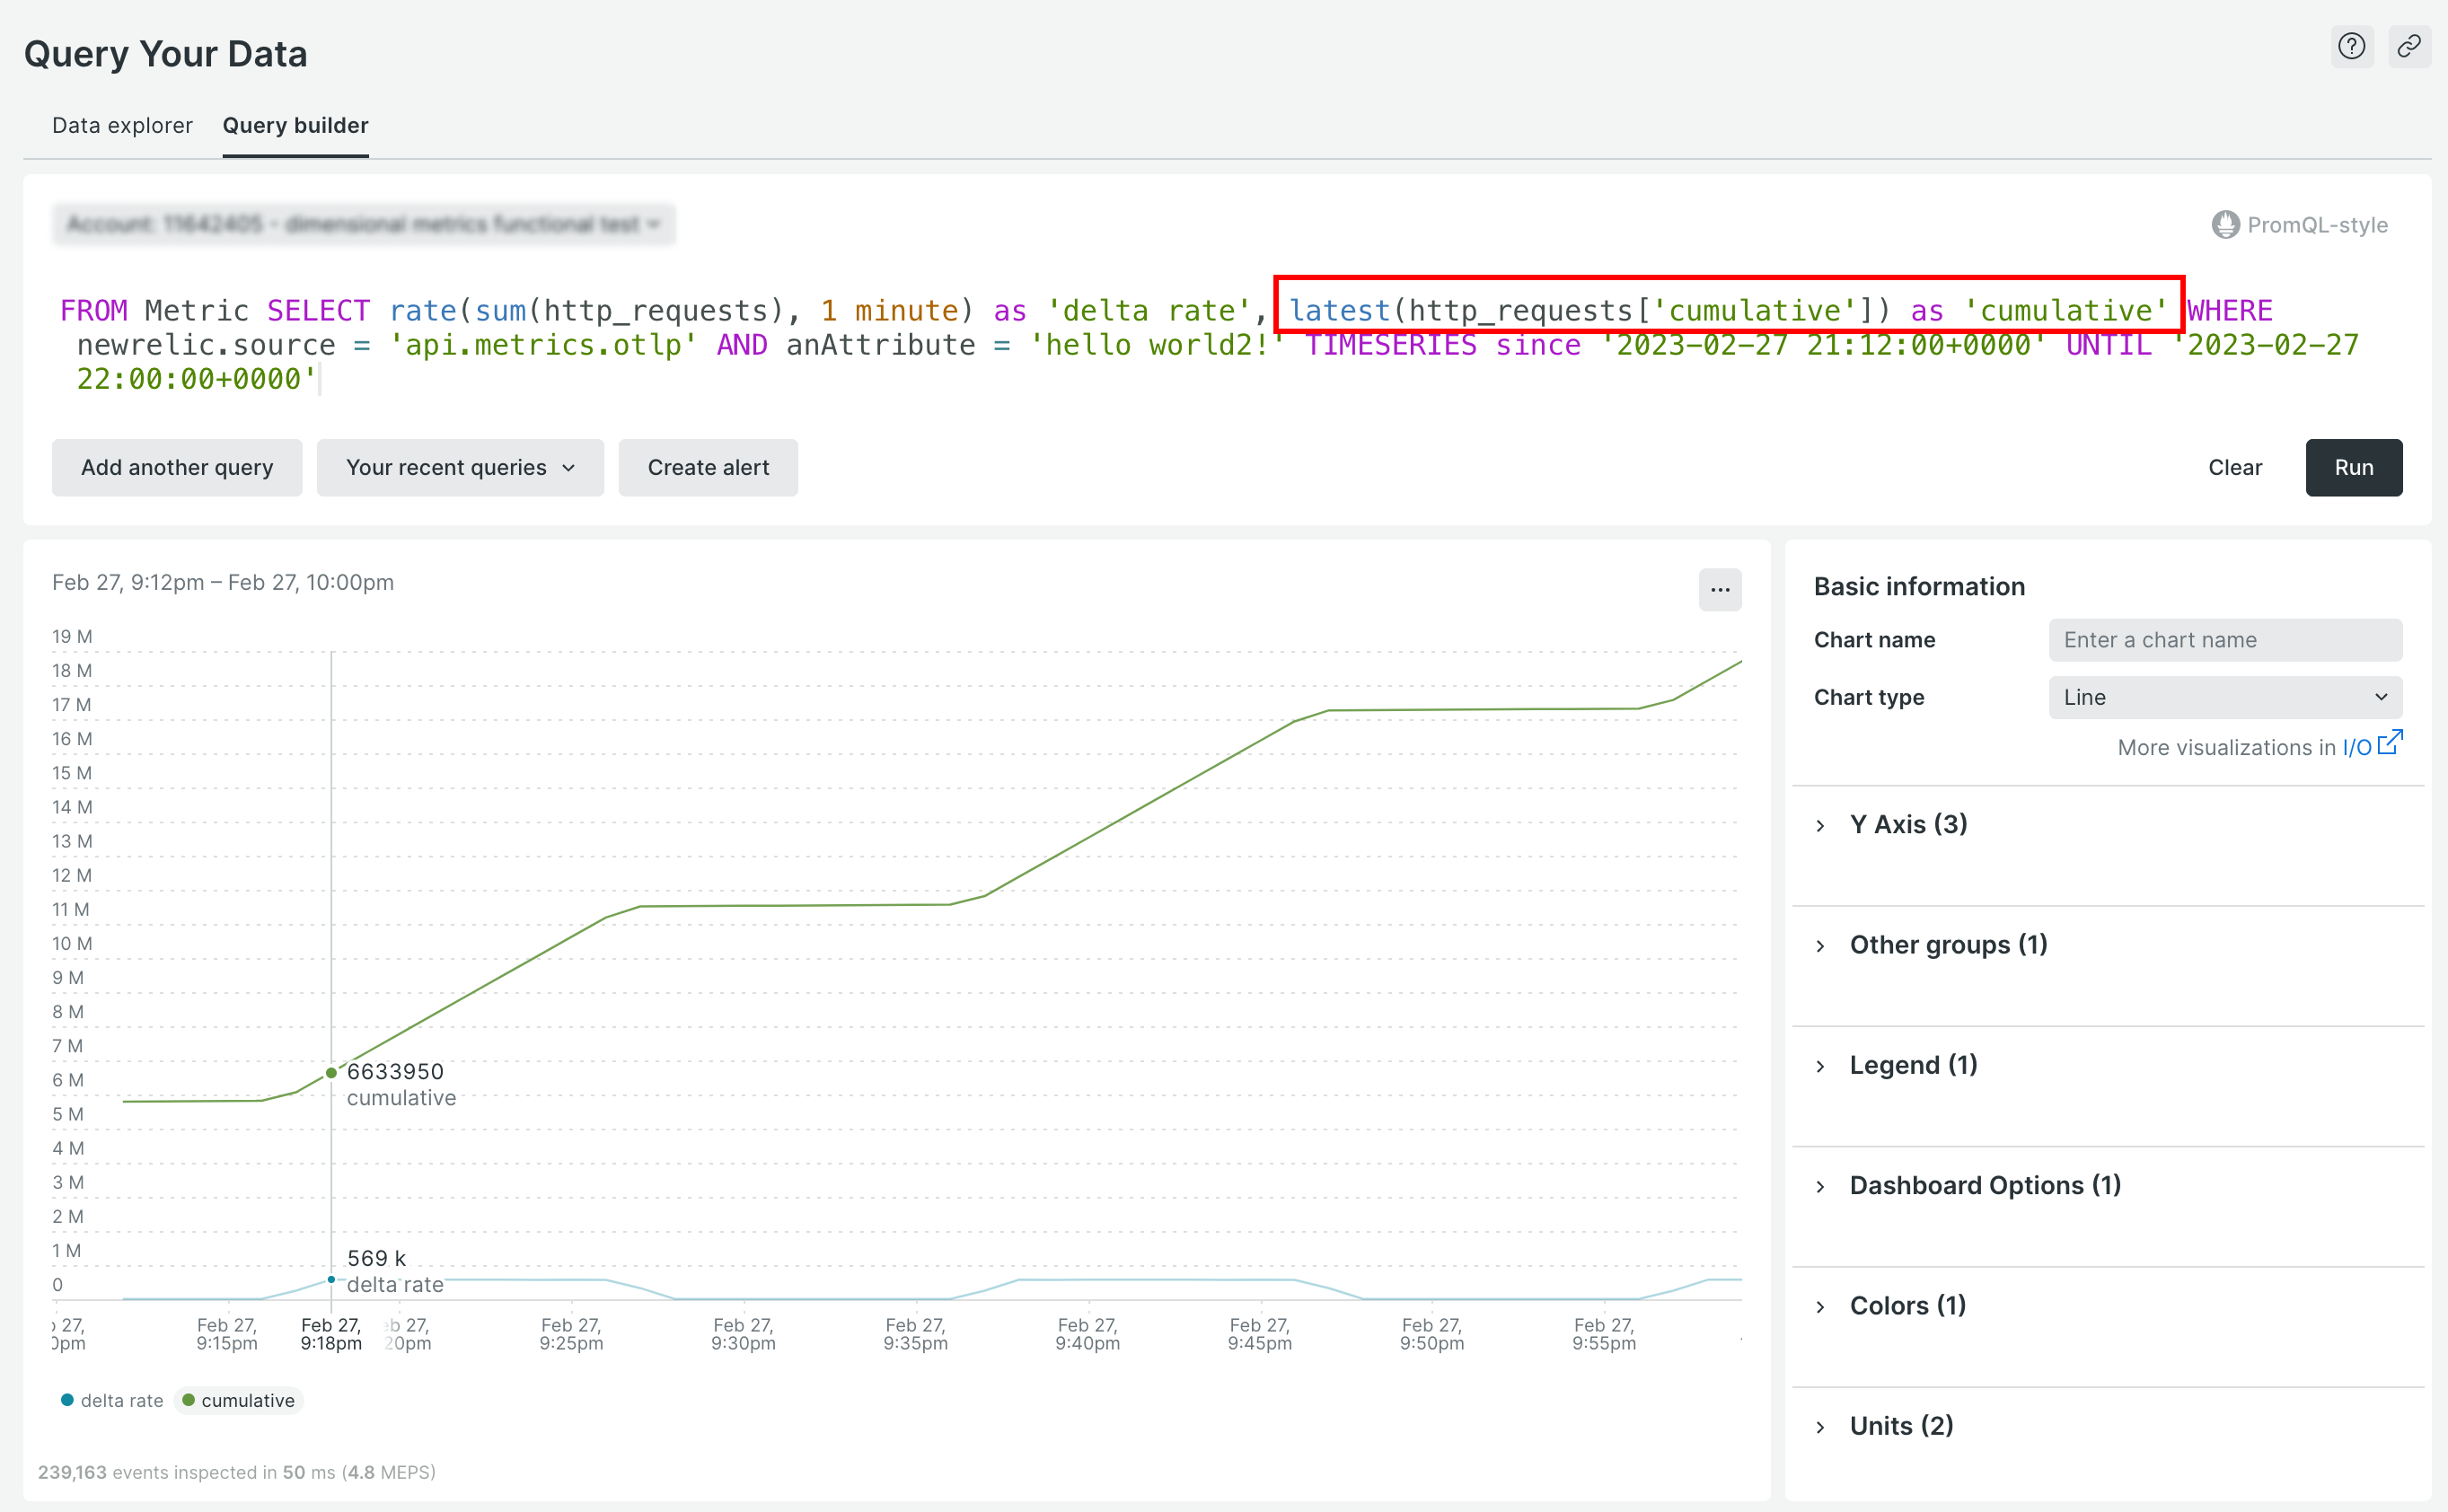 Query Your Data
Data explorer
Query builder
Account: 11642405 - dimensional metrics functional test
PromQL-style
FROM Metric SELECT rate(sum(http_requests), 1 minute) as 'delta rate', latest(http_requests['cumulative']) as 'cumulative' WHERE
newrelic.source = 'api.metrics.otlp' AND anAttribute = 'hello world2!' TIMESERIES since '2023-02-27 21:12:00+0000' UNTIL '2023-02-27
22:00:00+0000'
Add another query
Your recent queries
Create alert
Clear
Run
Feb 27, 9:12pm – Feb 27, 10:00pm
19 M
18 M
17 M
16 M
15 M
14 M
13 M
12 M
11 M
10 M
9 M
8 M
7 M
6 M
5 M
4 M
3 M
2 M
1 M
0
6633950
cumulative
569 k
delta rate
27,
pm
Feb 27,
9:15pm
Feb 27,
9:18pm
eb 27,
20pm
Feb 27,
9:25pm
Feb 27,
9:30pm
Feb 27,
9:35pm
Feb 27,
9:40pm
Feb 27,
9:45pm
Feb 27,
9:50pm
Feb 27,
9:55pm
delta rate
cumulative
239,163 events inspected in 50 ms (4.8 MEPS)
Basic information
Chart name
Enter a chart name
Chart type
Line
More visualizations in I/O
Y Axis (3)
Other groups (1)
Legend (1)
Dashboard Options (1)
Colors (1)
Units (2)